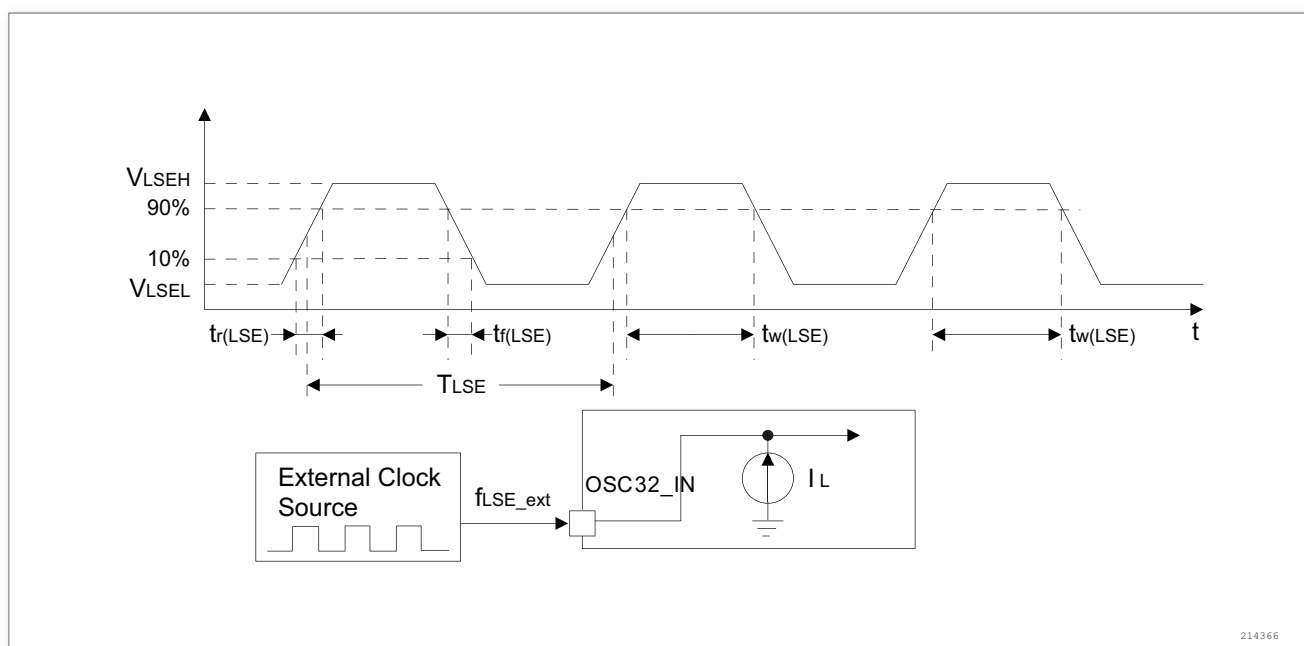 VLSEH
90%
10%
VLSEL
tr(LSE)
tf(LSE)
tw(LSE)
tw(LSE)
t
TLSE
External Clock
Source
fLSE_ext
OSC32_IN
IL
214366